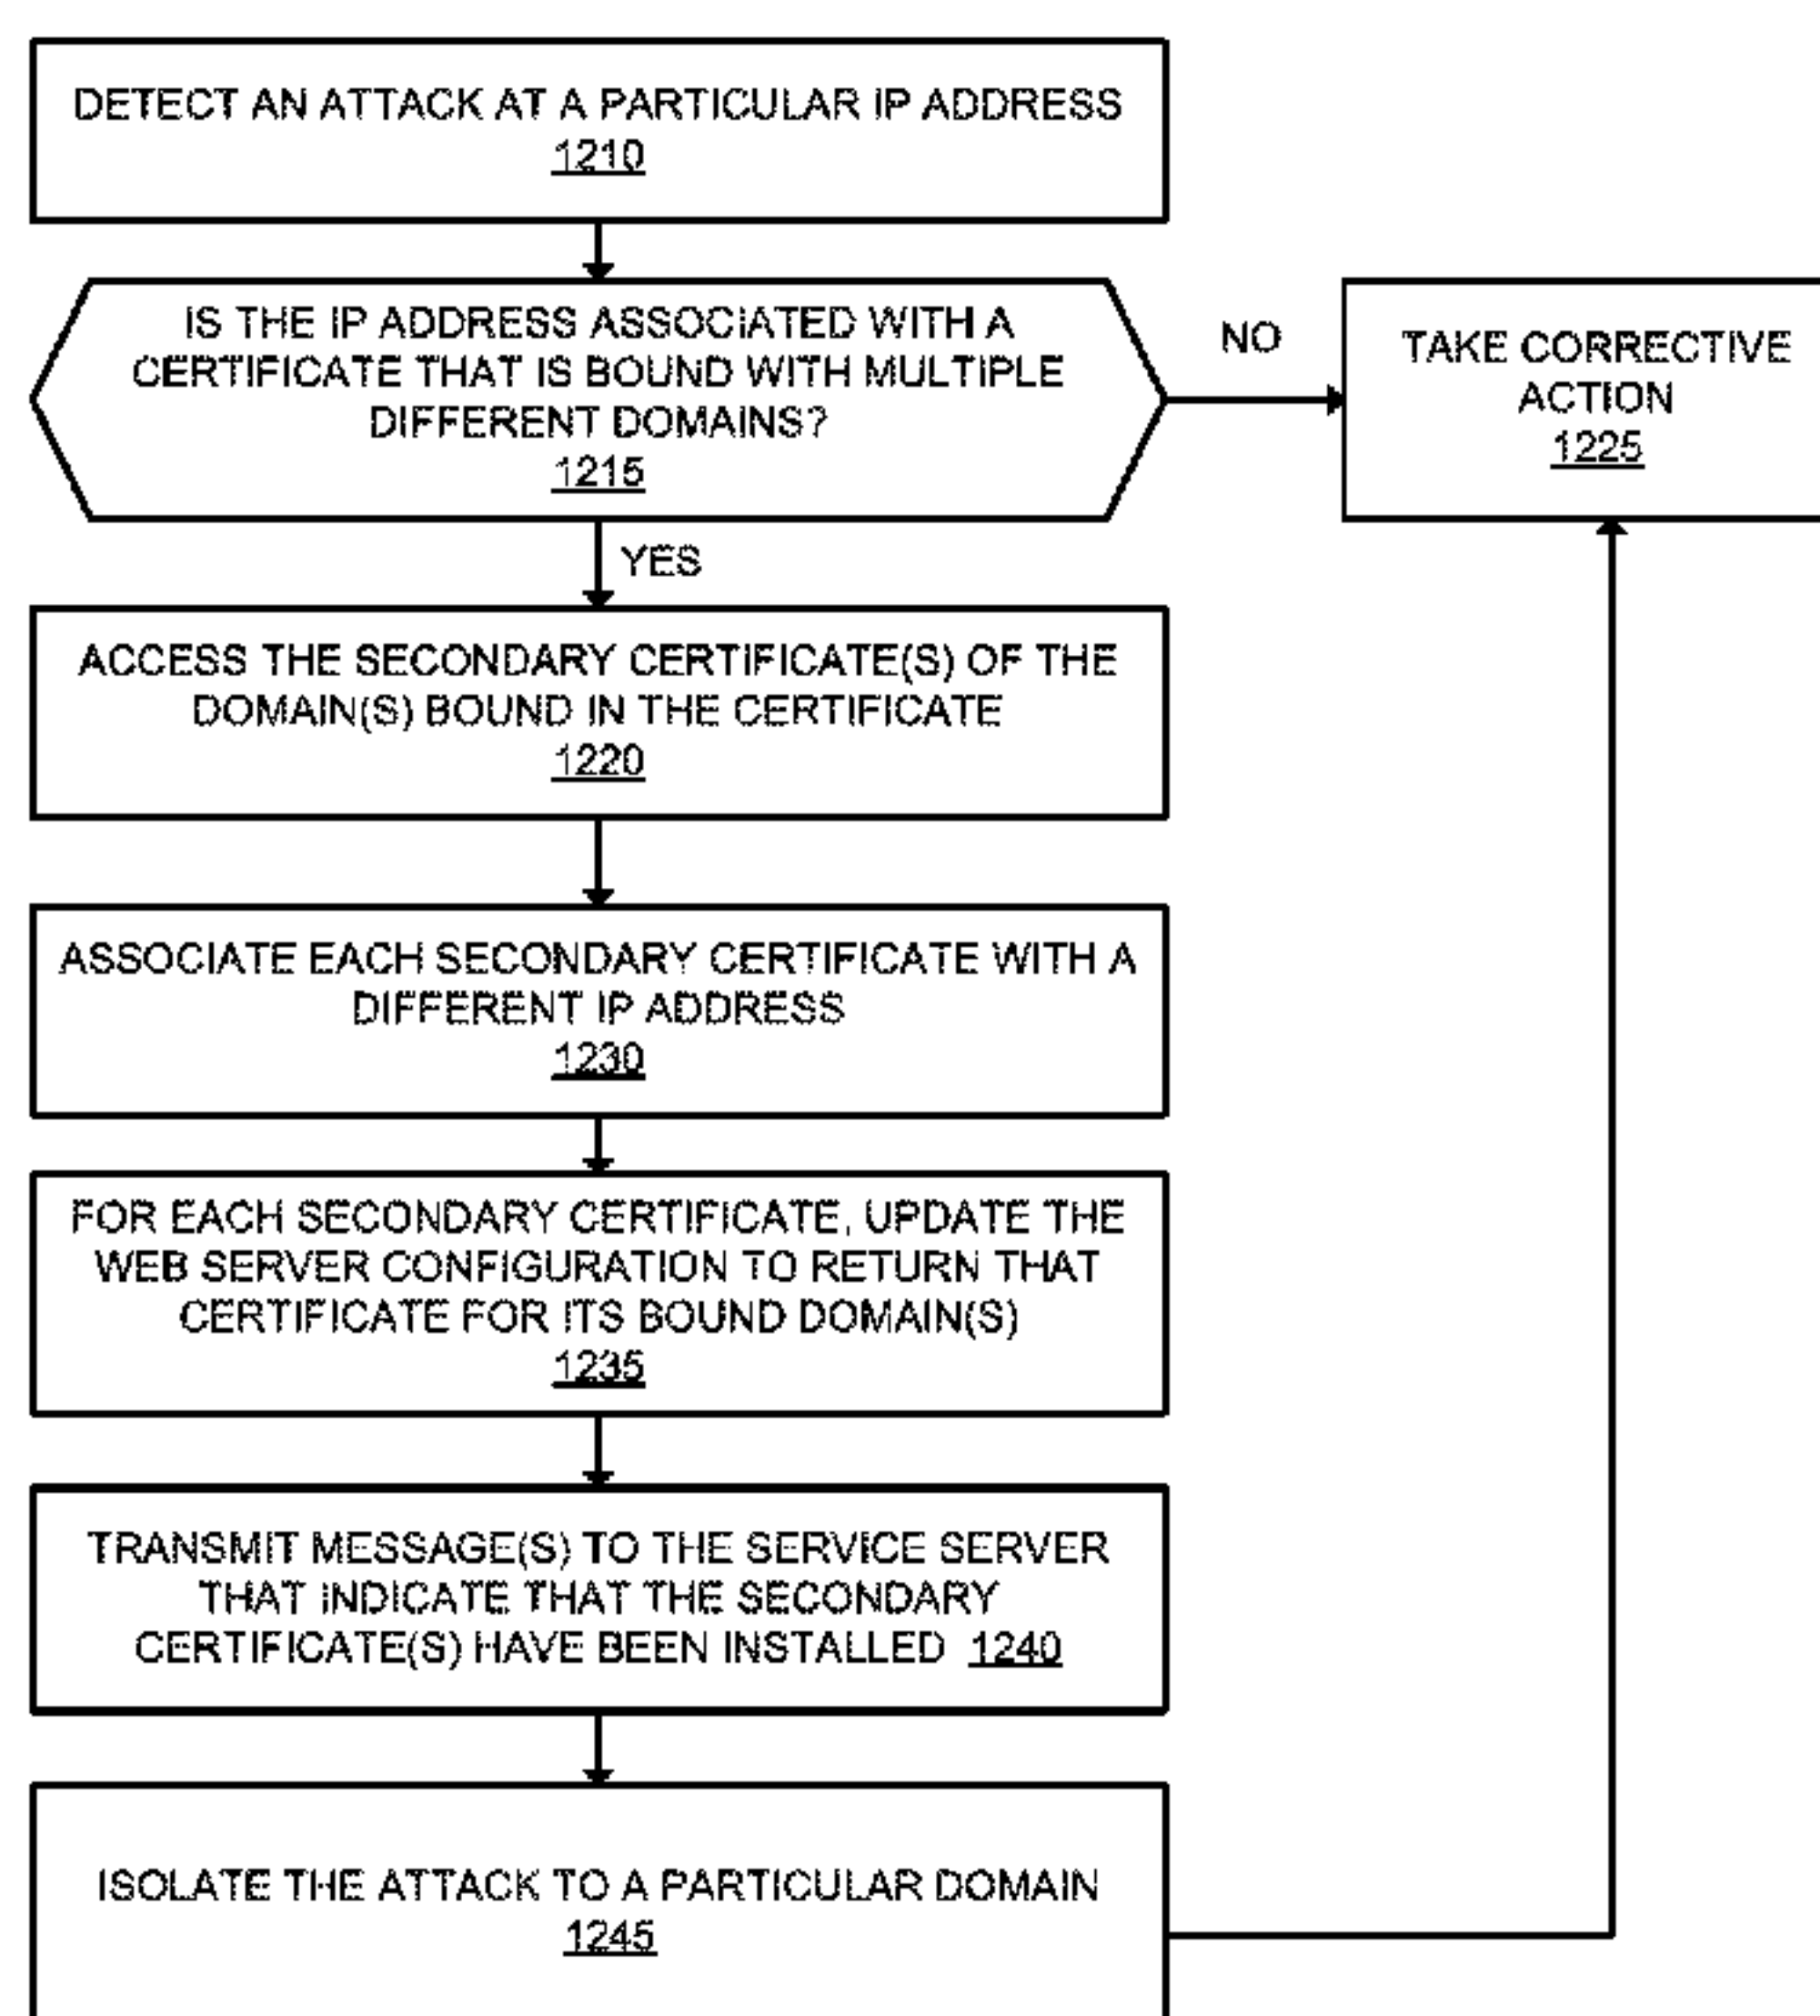 DETECT AN ATTACK AT A PARTICULAR IP ADDRESS
1210
IS THE IP ADDRESS ASSOCIATED WITH A
CERTIFICATE THAT IS BOUND WITH MULTIPLE
DIFFERENT DOMAINS?
1215
NO
TAKE CORRECTIVE
ACTION
1225
YES
ACCESS THE SECONDARY CERTIFICATE(S) OF THE
DOMAIN(S) BOUND IN THE CERTIFICATE
1220
ASSOCIATE EACH SECONDARY CERTIFICATE WITH A
DIFFERENT IP ADDRESS
1230
FOR EACH SECONDARY CERTIFICATE, UPDATE THE
WEB SERVER CONFIGURATION TO RETURN THAT
CERTIFICATE FOR ITS BOUND DOMAIN(S)
1235
TRANSMIT MESSAGE(S) TO THE SERVICE SERVER
THAT INDICATE THAT THE SECONDARY
CERTIFICATE(S) HAVE BEEN INSTALLED 1240
ISOLATE THE ATTACK TO A PARTICULAR DOMAIN
1245